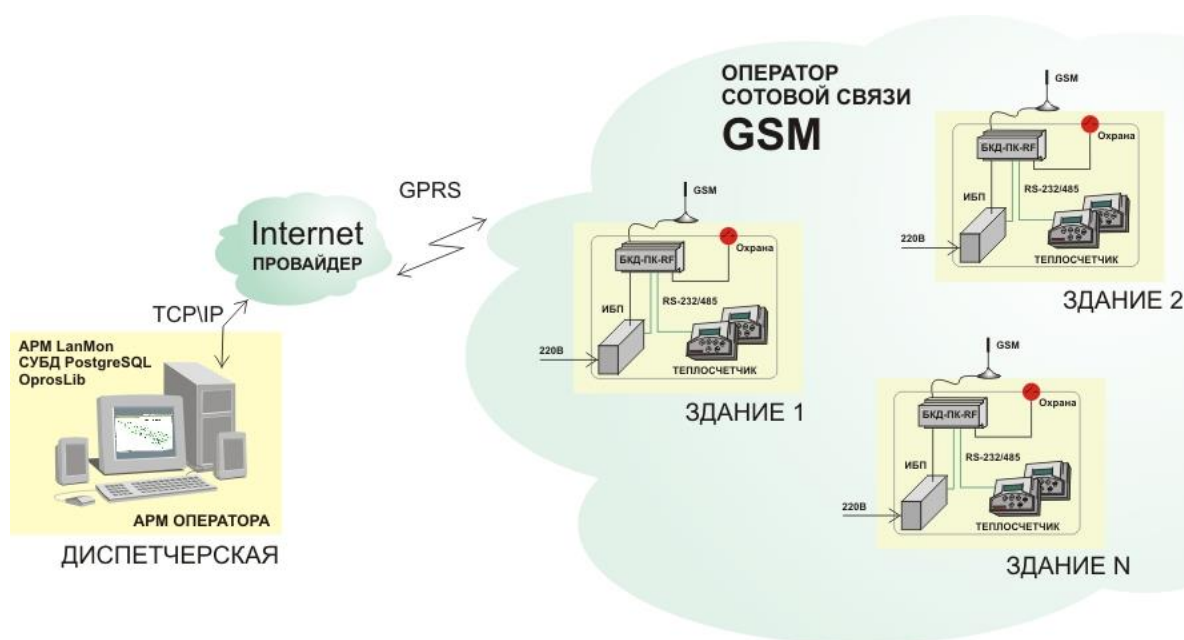 ОПЕРАТОР
СОТОВОЙ СВЯЗИ
GSM
GPRS
Internet
ПРОВАЙДЕР
TCP\IP
АРМ LanMon
СУБД PostgreSQL
OprosLib
АРМ ОПЕРАТОРА
ДИСПЕТЧЕРСКАЯ
GSM
БКД-ПК-RF
Охрана
ИБП
RS-232/485
220В
ТЕПЛОСЧЕТЧИК
ЗДАНИЕ 1
GSM
БКД-ПК-RF
Охрана
ИБП
RS-232/485
220В
ТЕПЛОСЧЕТЧИК
ЗДАНИЕ 2
GSM
БКД-ПК-RF
Охрана
ИБП
RS-232/485
220В
ТЕПЛОСЧЕТЧИК
ЗДАНИЕ N